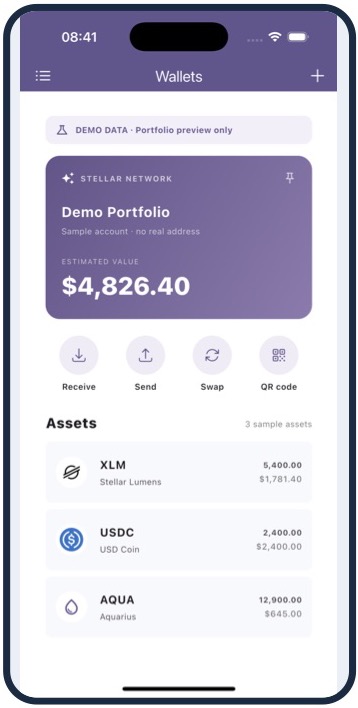 08:41
Wallets
DEMO DATA · Portfolio preview only
STELLAR NETWORK
Demo Portfolio
Sample account · no real address
ESTIMATED VALUE
$4,826.40
Receive Send Swap QR code
Assets 3 sample assets
XLM 5,400.00
Stellar Lumens $1,781.40
USDC 2,400.00
USD Coin $2,400.00
AQUA 12,900.00
Aquarius $645.00